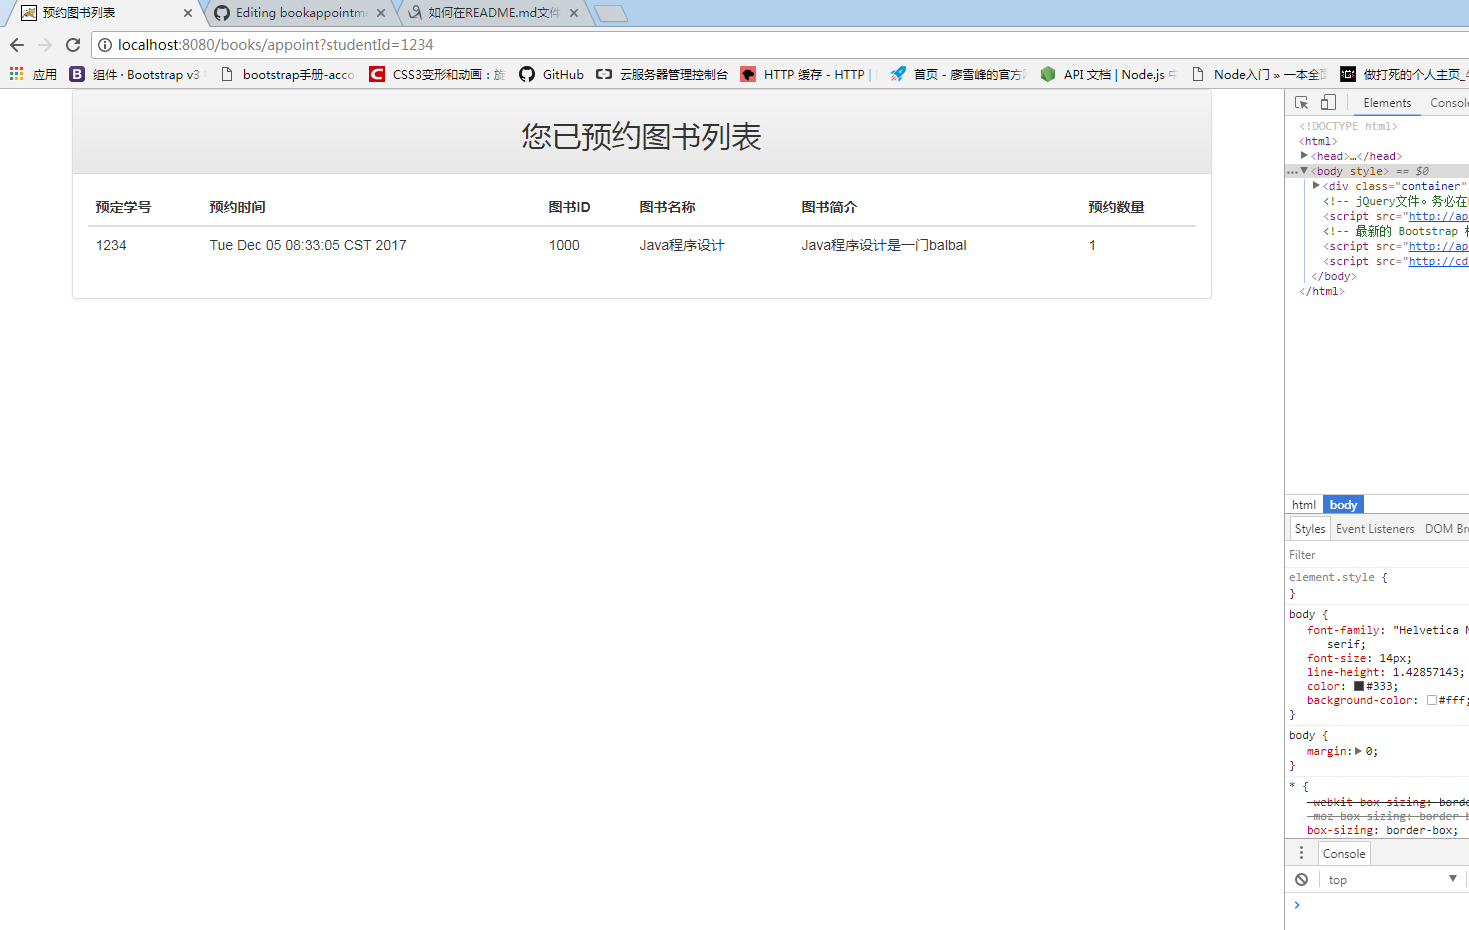 预约图书列表
Editing bookappointme
如何在README.md文件
localhost:8080/books/appoint?studentId=1234
应用
组件 · Bootstrap v3
bootstrap手册-acco
CSS3变形和动画：旋
GitHub
云服务器管理控制台
HTTP 缓存 - HTTP |
首页 - 廖雪峰的官方
API 文档 | Node.js 中
Node入门 » 一本全面
做打死的个人主页_
您已预约图书列表
预定学号 预约时间 图书ID 图书名称 图书简介 预约数量
1234 Tue Dec 05 08:33:05 CST 2017 1000 Java程序设计 Java程序设计是一门balbal 1
Elements Console
<!DOCTYPE html>
<html>
<head>…</head>
<body style> == $0
<div class="container"
<!-- jQuery文件。务必在
<script src="http://ap
<!-- 最新的 Bootstrap 
<script src="http://ap
<script src="http://cd
</body>
</html>
html body
Styles Event Listeners DOM Br
Filter
element.style {
}
body {
font-family: "Helvetica N
serif;
font-size: 14px;
line-height: 1.42857143;
color: #333;
background-color: #fff;
}
body {
margin: 0;
}
* {
-webkit-box-sizing: borde
-moz-box-sizing: border-b
box-sizing: border-box;
Console
top